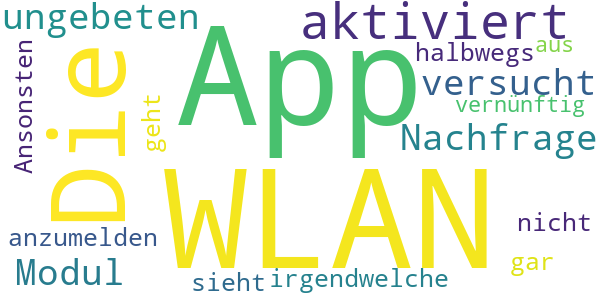 ungebeten
aktiviert
App
Die
Ansonsten
halbwegs
aus
versucht
vernünftig
geht
Nachfrage
WLAN
nicht
anzumelden
gar
Modul
sieht
irgendwelche